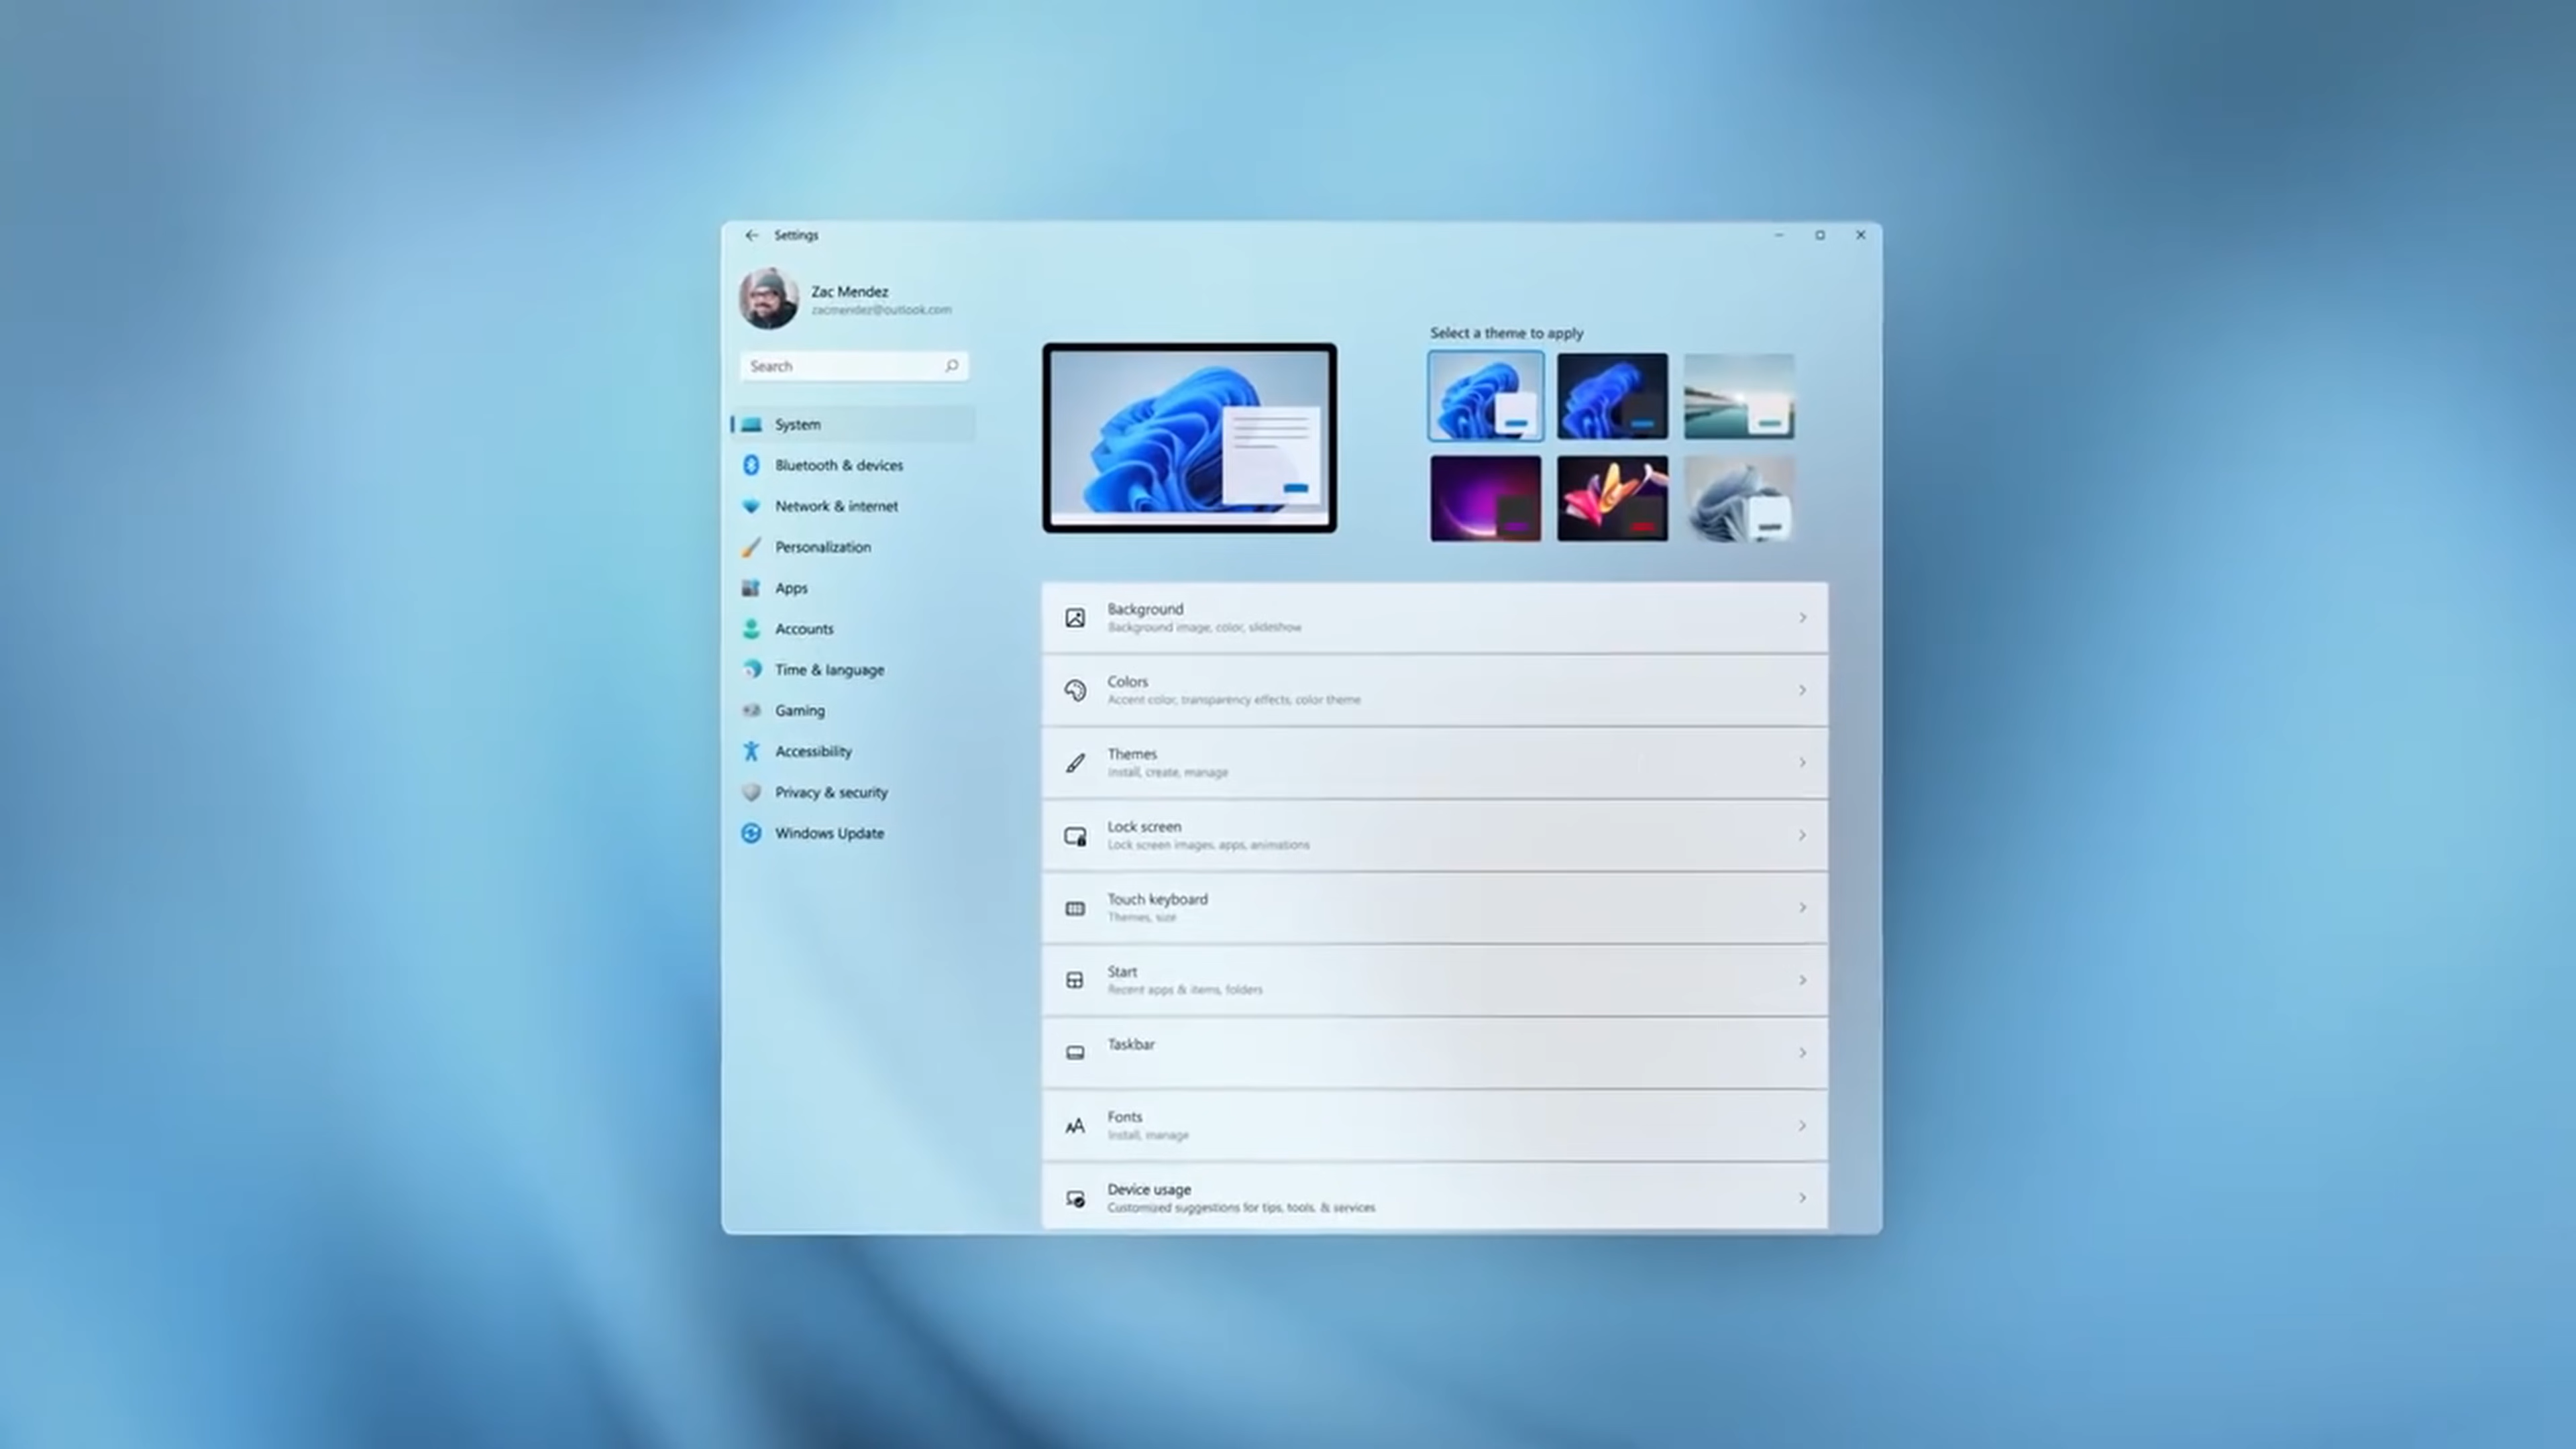 Settings
Zac Mendez
zacmendez@outlook.com
Search
System
Bluetooth & devices
Network & internet
Personalization
Apps
Accounts
Time & language
Gaming
Accessibility
Privacy & security
Windows Update
Select a theme to apply
Background
Background image, color, slideshow
Colors
Accent color, transparency effects, color theme
Themes
Install, create, manage
Lock screen
Lock screen images, apps, animations
Touch keyboard
Themes, size
Start
Recent apps & items, folders
Taskbar
Fonts
Install, manage
Device usage
Customized suggestions for tips, tools, & services